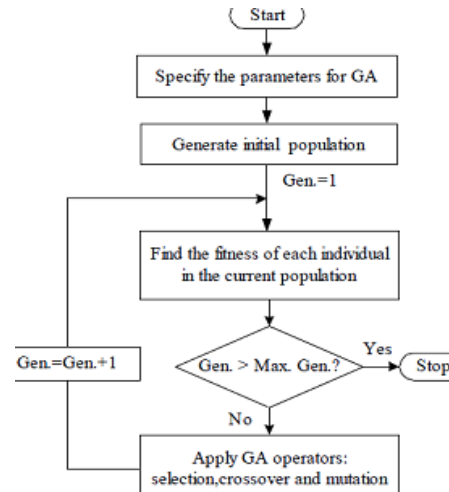 Start
Specify the parameters for GA
Generate initial population
Gen.=1
Find the fitness of each individual
in the current population
Gen.=Gen.+1
Gen. > Max. Gen.?
Yes
Stop
No
Apply GA operators:
selection,crossover and mutation